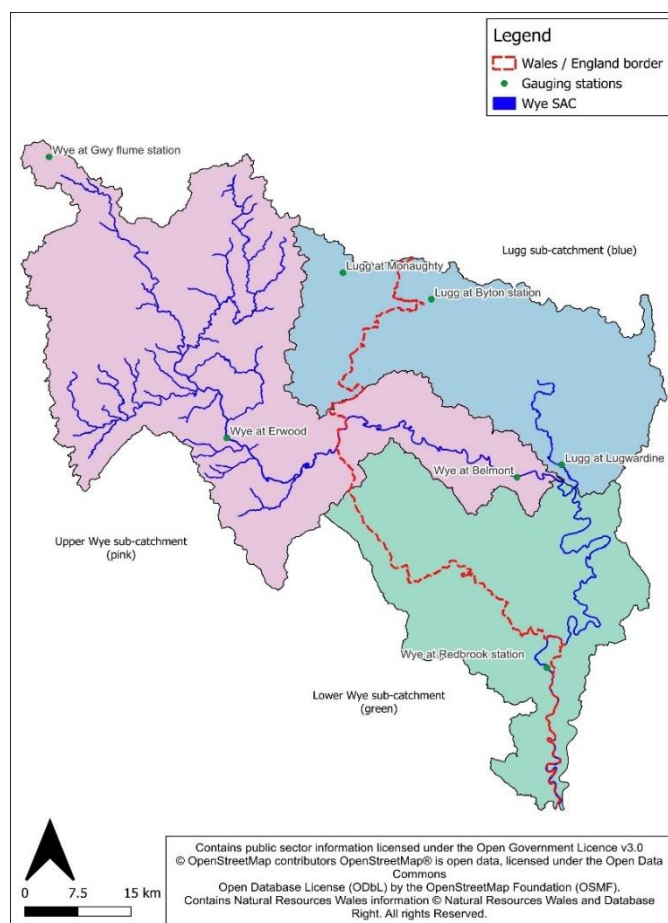 Legend
Wales / England border
Gauging stations
Wye SAC
Wye at Gwy flume station
Lugg sub-catchment (blue)
Lugg at Monaughty
Lugg at Byton station
Wye at Erwood
Lugg at Lugwardine
Wye at Belmont
Upper Wye sub-catchment
(pink)
Wye at Redbrook station
Lower Wye sub-catchment
(green)
0 7.5 15 km
Contains public sector information licensed under the Open Government Licence v3.0
© OpenStreetMap contributors OpenStreetMap® is open data, licensed under the Open Data
Commons
Open Database License (ODbL) by the OpenStreetMap Foundation (OSMF).
Contains Natural Resources Wales information © Natural Resources Wales and Database
Right. All rights Reserved.